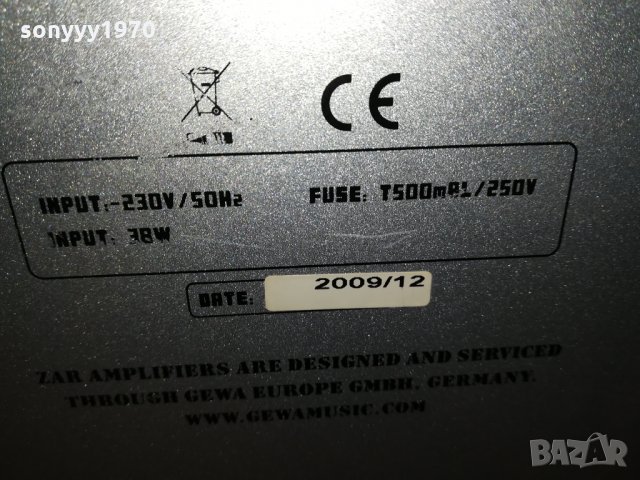 sonyyy1970
CE
INPUT:~230V/50Hz
FUSE: T500mAL/250V
INPUT: 38W
DATE: 2009/12
ZAR AMPLIFIERS ARE DESIGNED AND SERVICED
THROUGH GEWA EUROPE GMBH, GERMANY.
WWW.GEWAMUSIC.COM
BAZAR